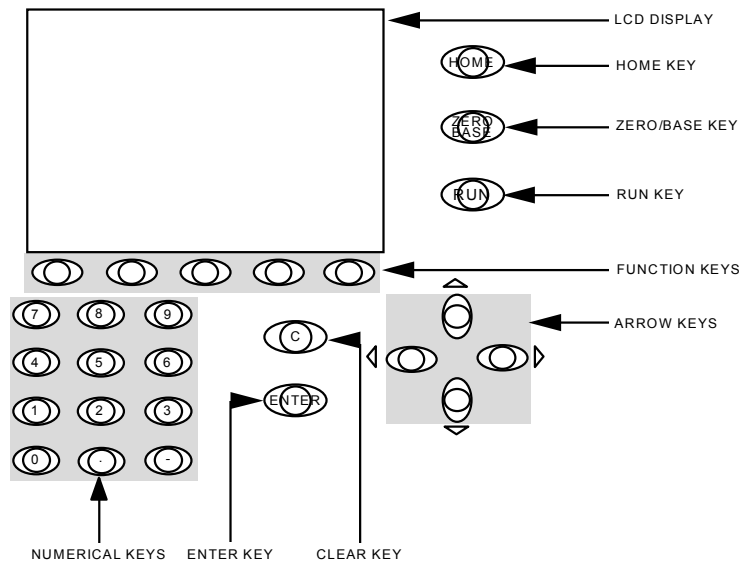 LCD DISPLAY
HOME
HOME KEY
ZERO
BASE
ZERO/BASE KEY
RUN
RUN KEY
FUNCTION KEYS
7 8 9
C
ARROW KEYS
4 5 6
ENTER
1 2 3
0 . -
NUMERICAL KEYS
ENTER KEY
CLEAR KEY